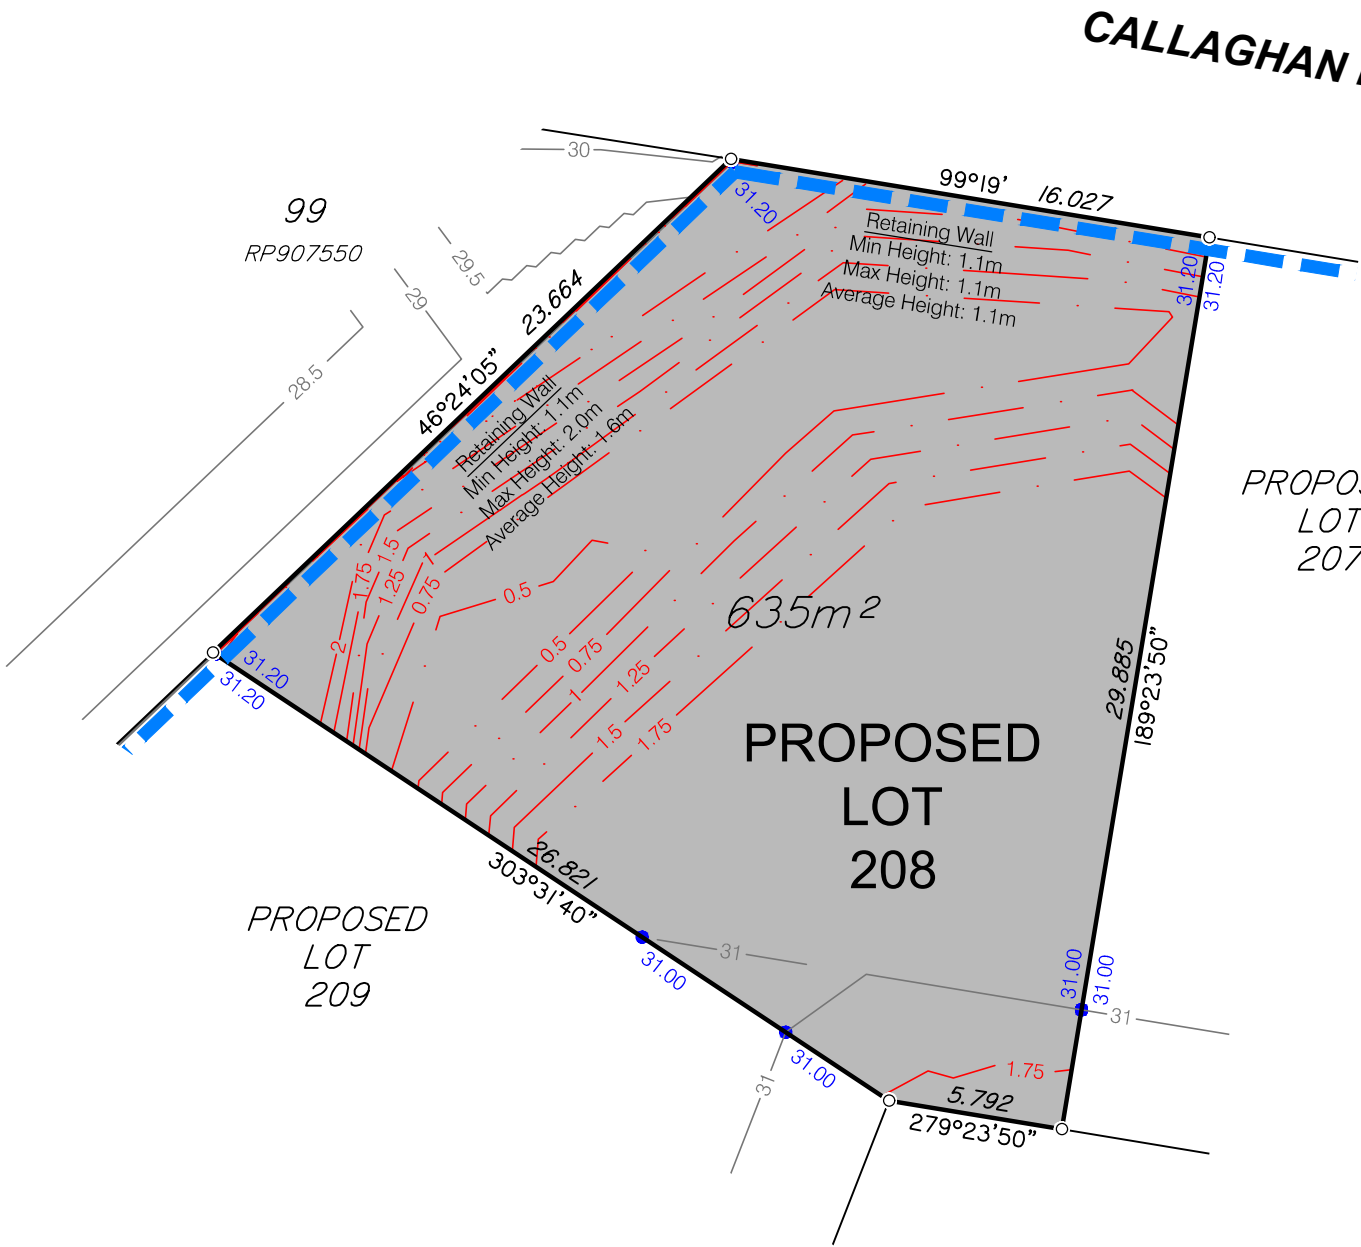 CALLAGHAN
30
99
RP907550
29.5
29
28.5
99°19'
16.027
31.20
Retaining Wall
Min Height: 1.1m
Max Height: 1.1m
Average Height: 1.1m
31.20
31.20
23.664
46°24'05"
Retaining Wall
Min Height: 1.1m
Max Height: 2.0m
Average Height: 1.6m
PROPOS
LOT
207
1.75
1.5
1.25
1
0.75
0.5
2
0.5
0.75
1
1.25
1.5
1.75
635m²
31.20
31.20
29.885
189°23'50"
PROPOSED
LOT
208
26.821
303°31'40"
PROPOSED
LOT
209
31
31.00
31.00
31.00
31
31.00
31
1.75
5.792
279°23'50"